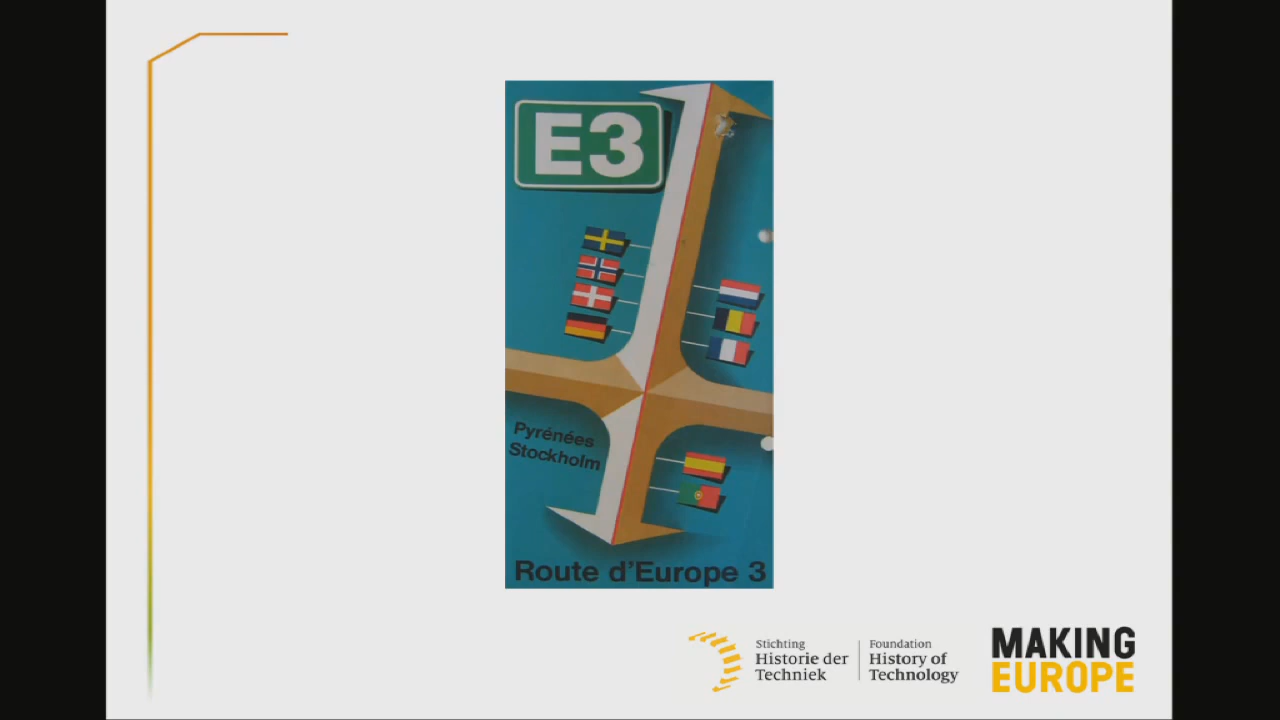 E3
Pyrénées
Stockholm
Route d'Europe 3
Stichting
Historie der
Techniek
Foundation
History of
Technology
MAKING
EUROPE